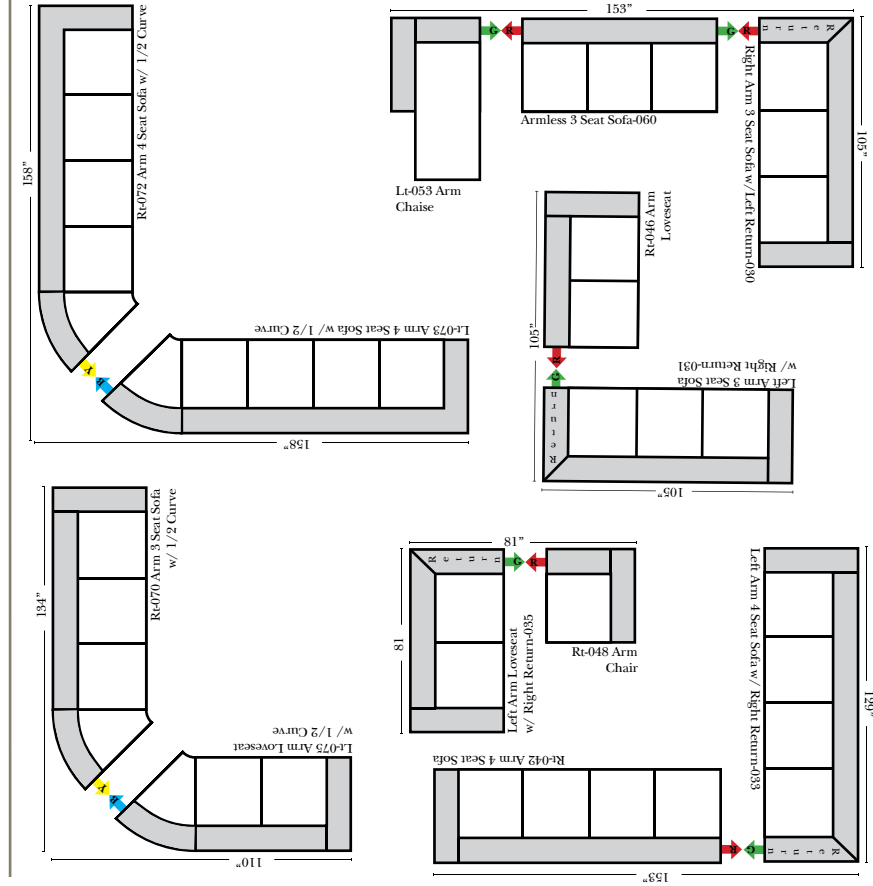 158”
Rt-072 Arm 4 Seat Sofa w/ 1/2 Curve
Y
B
Lt-073 Arm 4 Seat Sofa w/ 1/2 Curve
158”
153”
G
R
G
R
Return
Lt-053 Arm
Chaise
Armless 3 Seat Sofa-060
Right Arm 3 Seat Sofa w/Left Return-030
105”
Rt-046 Arm
Loveseat
105”
R
G
Return
Left Arm 3 Seat Sofa
w/ Right Return-031
105”
134”
Rt-070 Arm 3 Seat Sofa
w/ 1/2 Curve
Y
B
Lt-075 Arm Loveseat
w/ 1/2 Curve
110”
81”
81
Return
G
R
Left Arm Loveseat
w/ Right Return-035
Rt-048 Arm
Chair
Rt-042 Arm 4 Seat Sofa
R
G
Return
Left Arm 4 Seat Sofa w/ Right Return-033
129”
153”